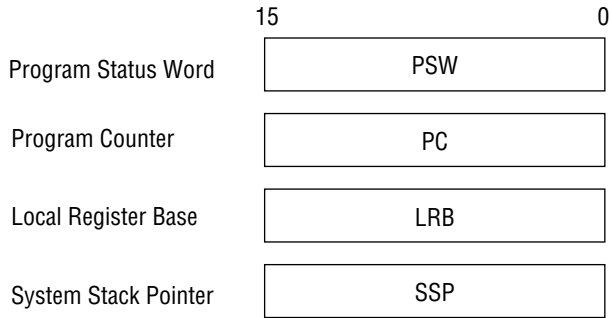 15 0
Program Status Word PSW
Program Counter PC
Local Register Base LRB
System Stack Pointer SSP